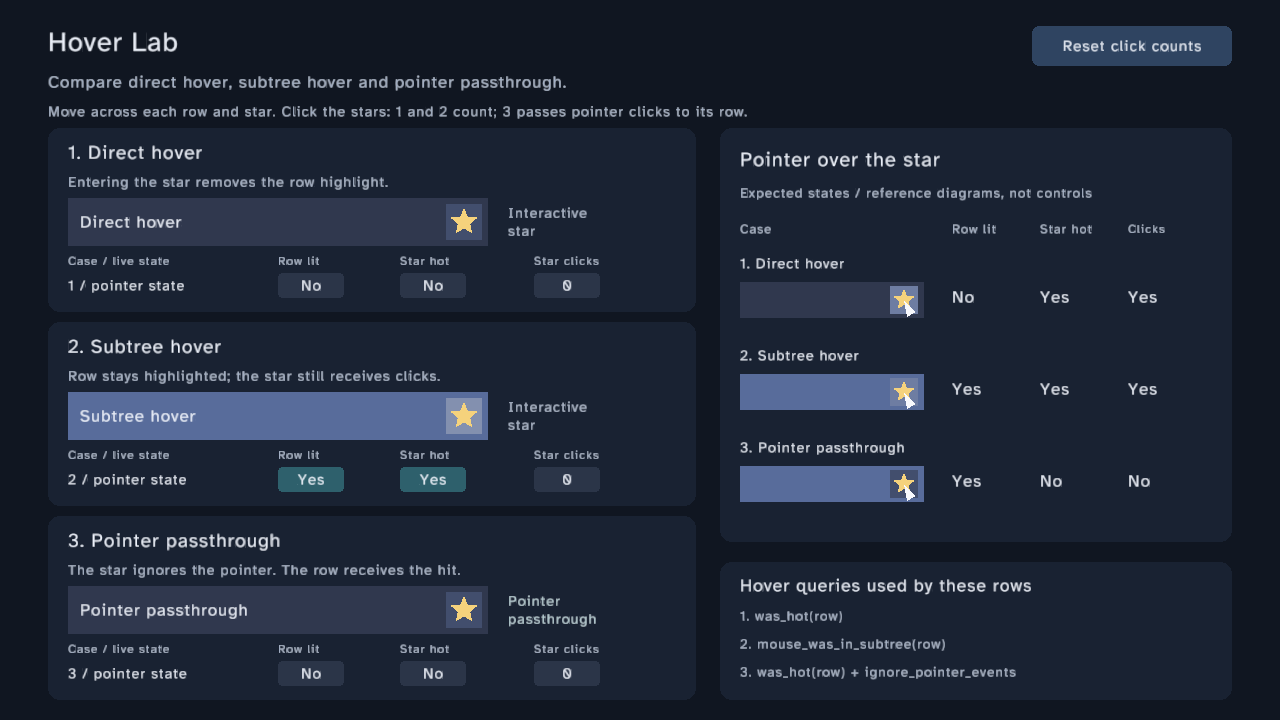 Hover Lab
Reset click counts
Compare direct hover, subtree hover and pointer passthrough.
Move across each row and star. Click the stars: 1 and 2 count; 3 passes pointer clicks to its row.
1. Direct hover
Entering the star removes the row highlight.
Direct hover
Interactive
star
Case / live state Row lit Star hot Star clicks
1 / pointer state No No 0
2. Subtree hover
Row stays highlighted; the star still receives clicks.
Subtree hover
Interactive
star
Case / live state Row lit Star hot Star clicks
2 / pointer state Yes Yes 0
3. Pointer passthrough
The star ignores the pointer. The row receives the hit.
Pointer passthrough
Pointer
passthrough
Case / live state Row lit Star hot Star clicks
3 / pointer state No No 0
Pointer over the star
Expected states / reference diagrams, not controls
Case Row lit Star hot Clicks
1. Direct hover
No Yes Yes
2. Subtree hover
Yes Yes Yes
3. Pointer passthrough
Yes No No
Hover queries used by these rows
1. was_hot(row)
2. mouse_was_in_subtree(row)
3. was_hot(row) + ignore_pointer_events